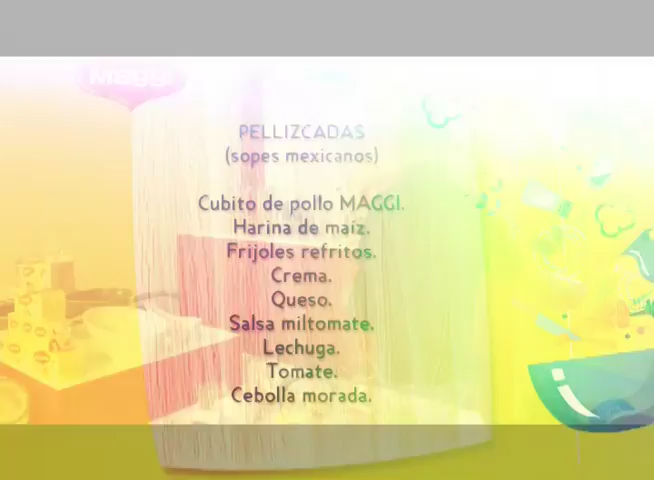 MAGGI
PELLIZCADAS
(sopes mexicanos)
Cubito de pollo MAGGI.
Harina de maíz.
Frijoles refritos.
Crema.
Queso.
Salsa miltomate.
Lechuga.
Tomate.
Cebolla morada.